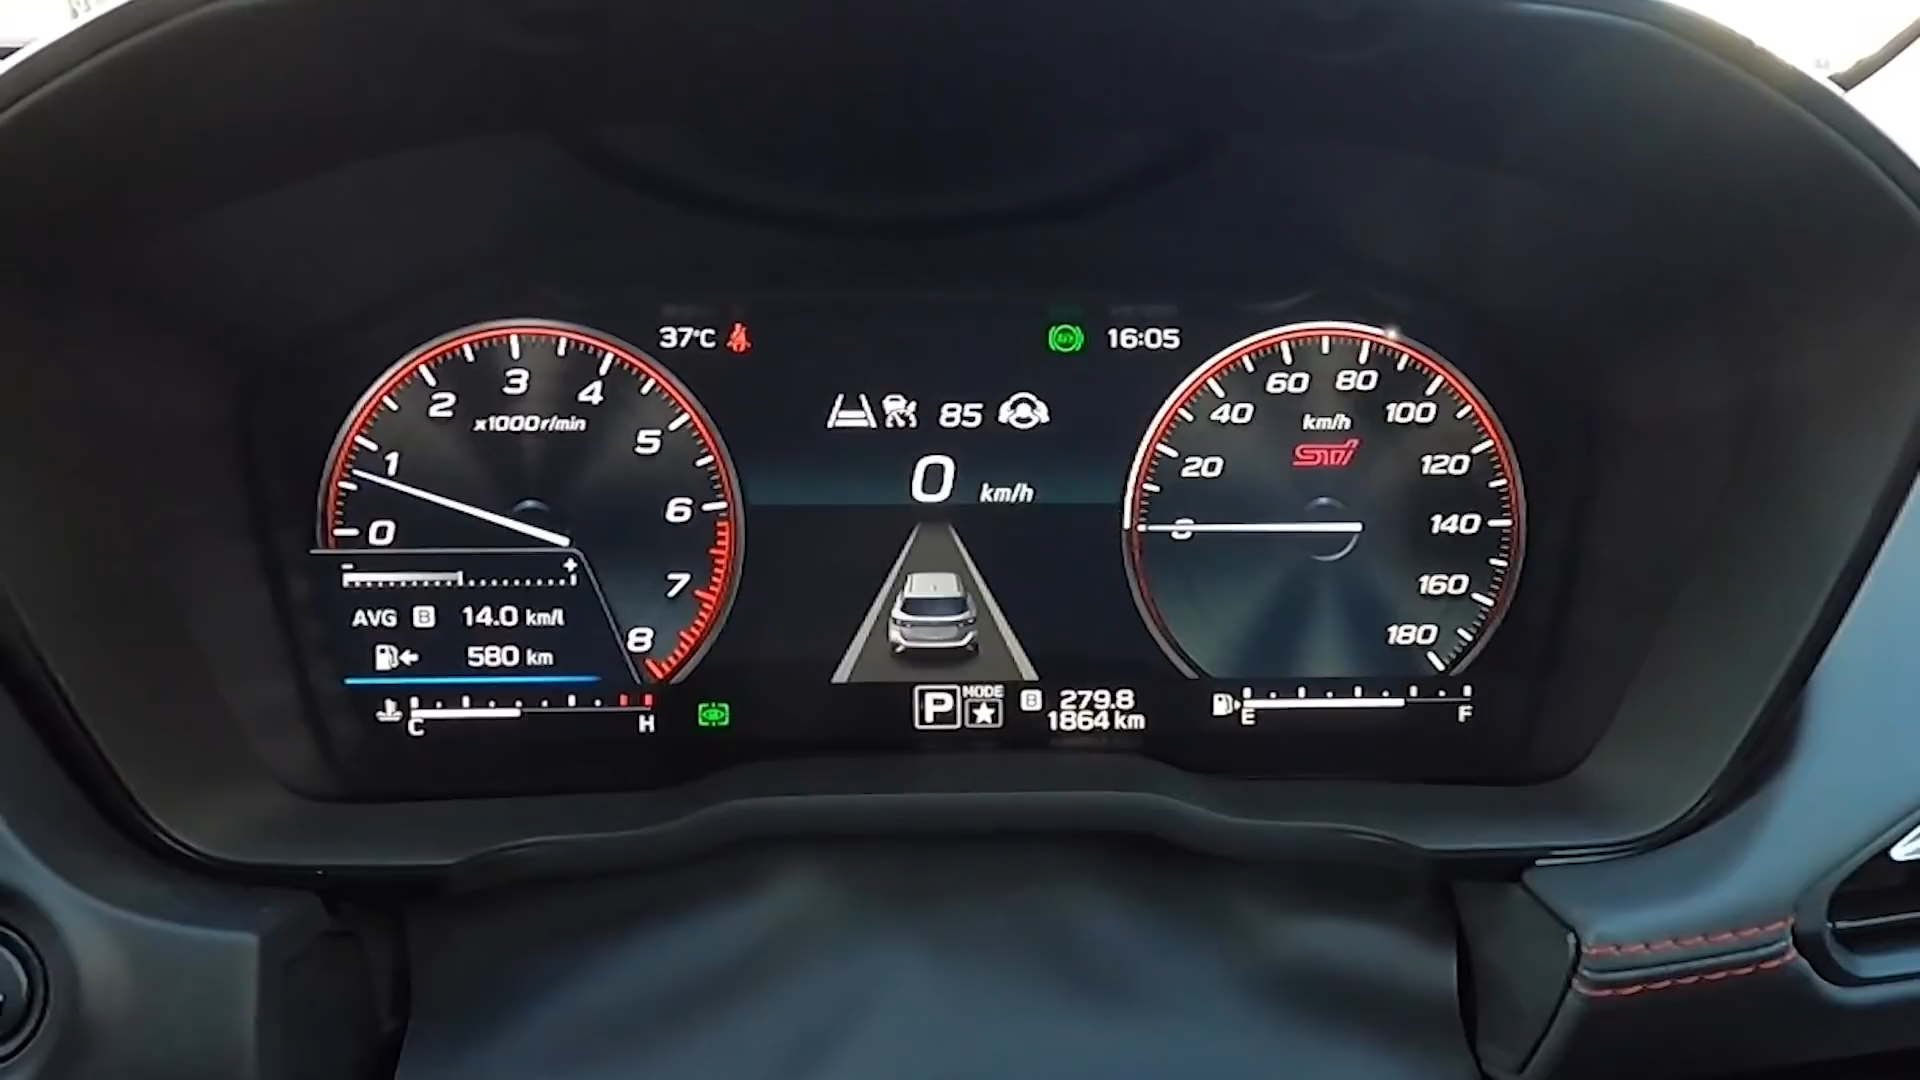 37°C
16:05
85
0 km/h
0
1
2
3
4
5
6
7
8
x1000r/min
- +
AVG B 14.0 km/l
580 km
C H
P MODE
B 279.8
1864 km
20
40
60
80
100
120
140
160
180
km/h
STI
E F